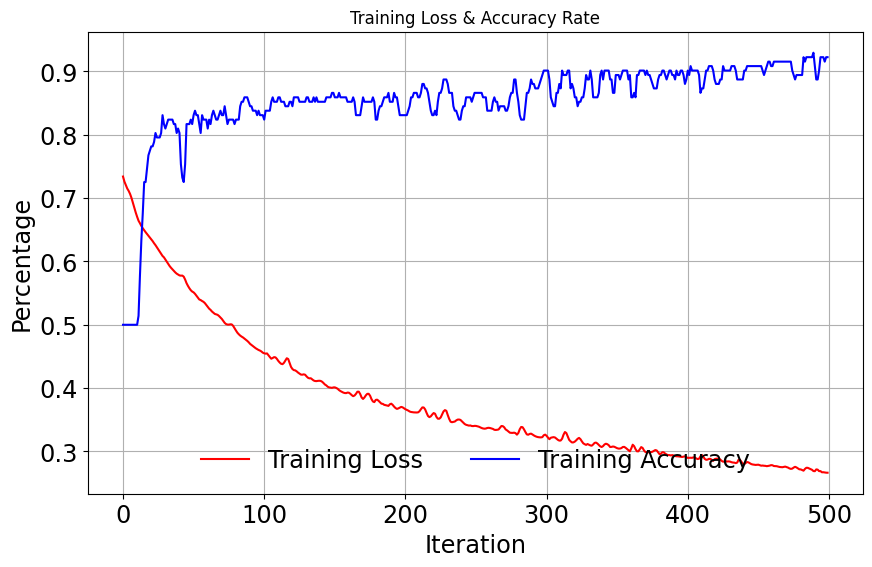 Training Loss & Accuracy Rate
Percentage
0.9
0.8
0.7
0.6
0.5
0.4
0.3
Training Loss
Training Accuracy
0 100 200 300 400 500
Iteration